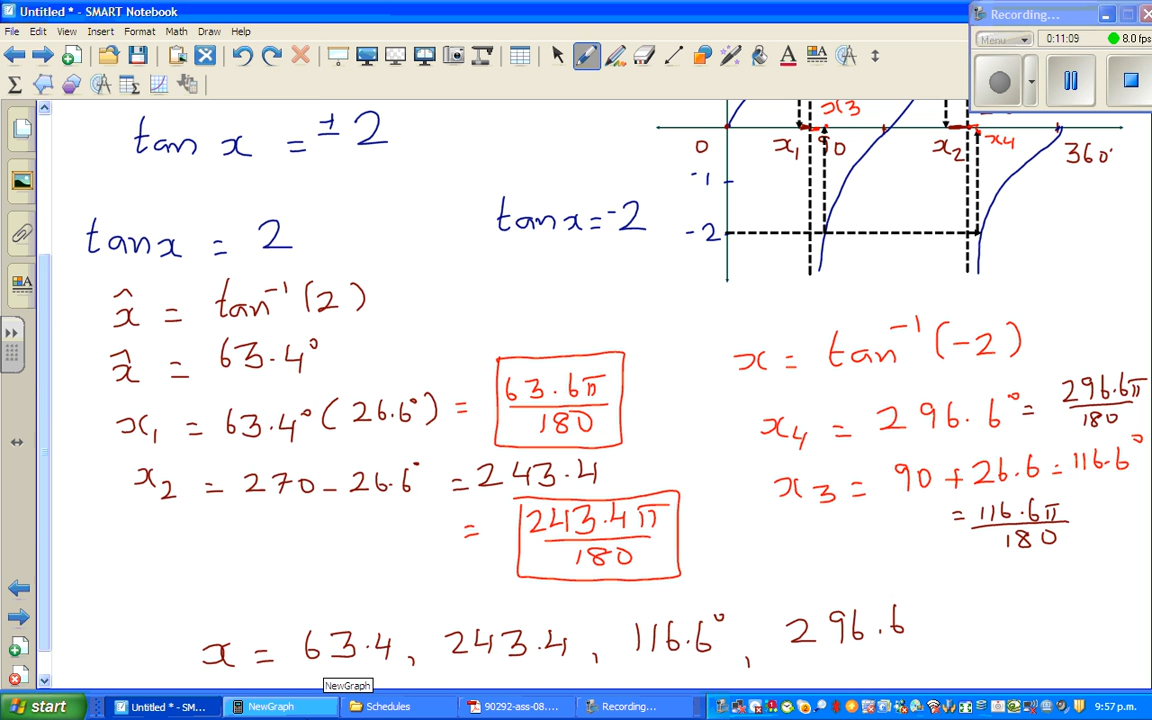 Untitled * - SMART Notebook
Recording...
File Edit View Insert Format Math Draw Help
Menu
0:11:09
8.0 fps
tan x = ±2
x3
0 x1 90 x2 x4 360°
-1
tanx = 2
tanx = -2
-2
x̂ = tan⁻¹(2)
x̂ = 63.4°
x = tan⁻¹(-2)
x1 = 63.4° (26.6°) = 63.6π/180
x4 = 296.6° = 296.6π/180
x2 = 270 - 26.6° = 243.4
x3 = 90 + 26.6 = 116.6°
= 243.4π/180
= 116.6π/180
x = 63.4, 243.4, 116.6°, 296.6
NewGraph
start
Untitled * - SM...
NewGraph
Schedules
90292-ass-08...
Recording...
9:57 p.m.